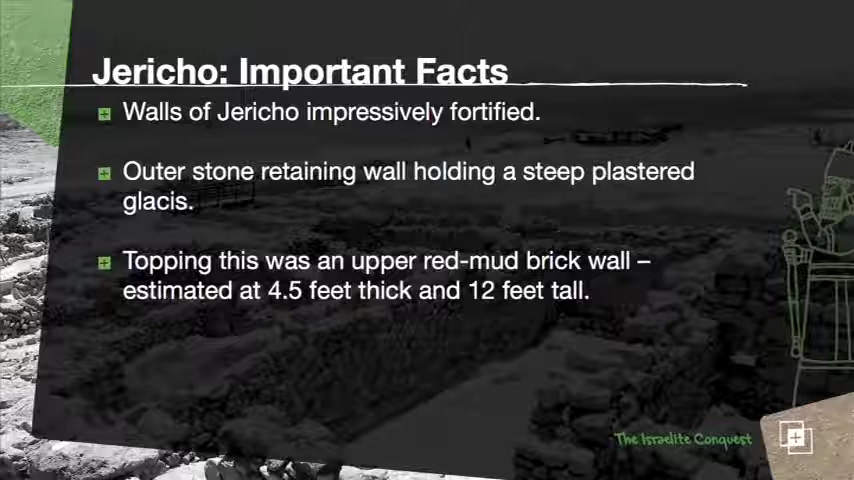 Jericho: Important Facts
Walls of Jericho impressively fortified.
Outer stone retaining wall holding a steep plastered
glacis.
Topping this was an upper red-mud brick wall –
estimated at 4.5 feet thick and 12 feet tall.
The Israelite Conquest